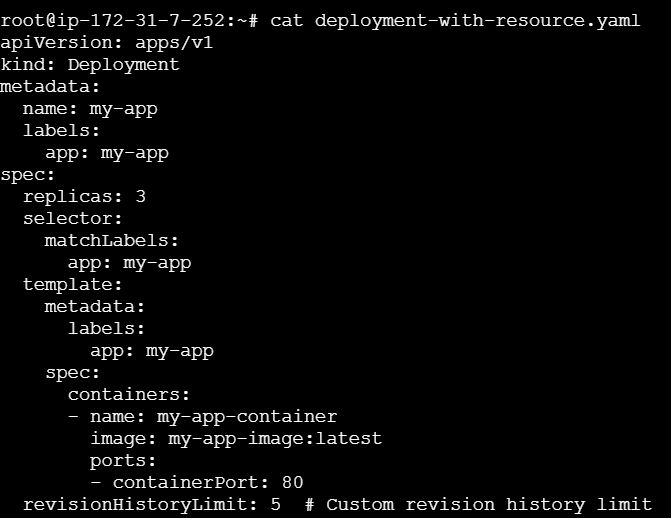 root@ip-172-31-7-252:~# cat deployment-with-resource.yaml
apiVersion: apps/v1
kind: Deployment
metadata:
  name: my-app
  labels:
    app: my-app
spec:
  replicas: 3
  selector:
    matchLabels:
      app: my-app
  template:
    metadata:
      labels:
        app: my-app
    spec:
      containers:
      - name: my-app-container
        image: my-app-image:latest
        ports:
        - containerPort: 80
  revisionHistoryLimit: 5  # Custom revision history limit